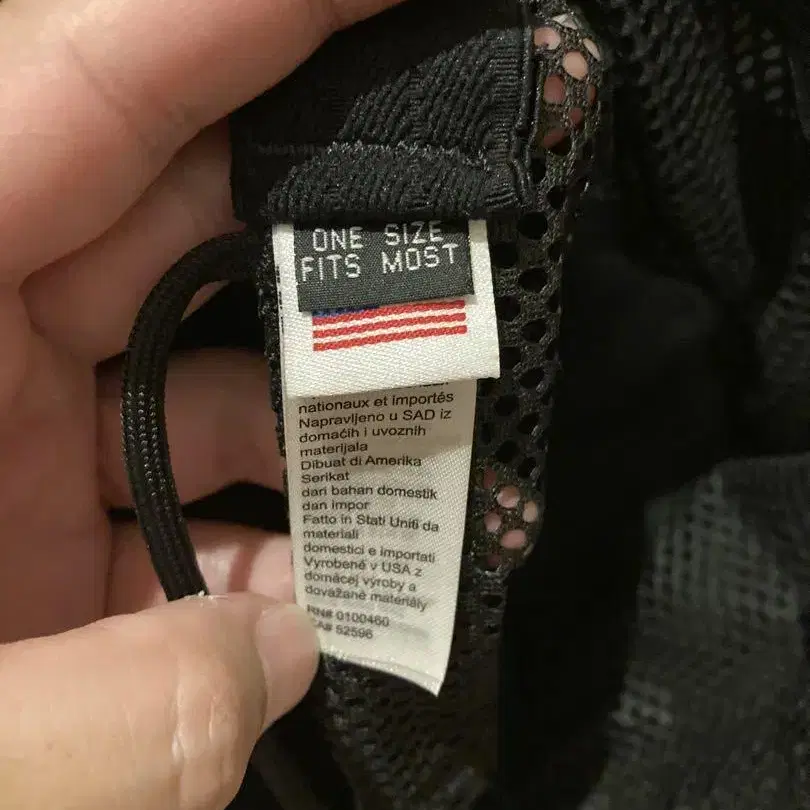 ONE SIZE
FITS MOST
nationaux et importés
Napravljeno u SAD iz
domaćih i uvoznih
materijala
Dibuat di Amerika
Serikat
dari bahan domestik
dan impor
Fatto in Stati Uniti da
materiali
domestici e importati
Vyrobené v USA z
domácej výroby a
dovážané materiály
RN# 0100460
CA# 52596